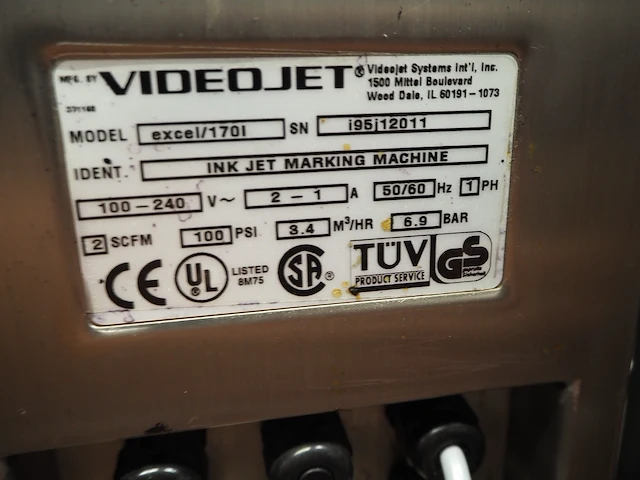 MFG. BY VIDEOJET® Videojet Systems Int'l, Inc.
1500 Mittel Boulevard
Wood Dale, IL 60191-1073
371168
MODEL excel/170I SN i95j12011
IDENT. INK JET MARKING MACHINE
100-240 V~ 2-1 A 50/60 Hz 1 PH
2 SCFM 100 PSI 3.4 M³/HR 6.9 BAR
CE UL LISTED 8M75 SA ® TÜV PRODUCT SERVICE GS